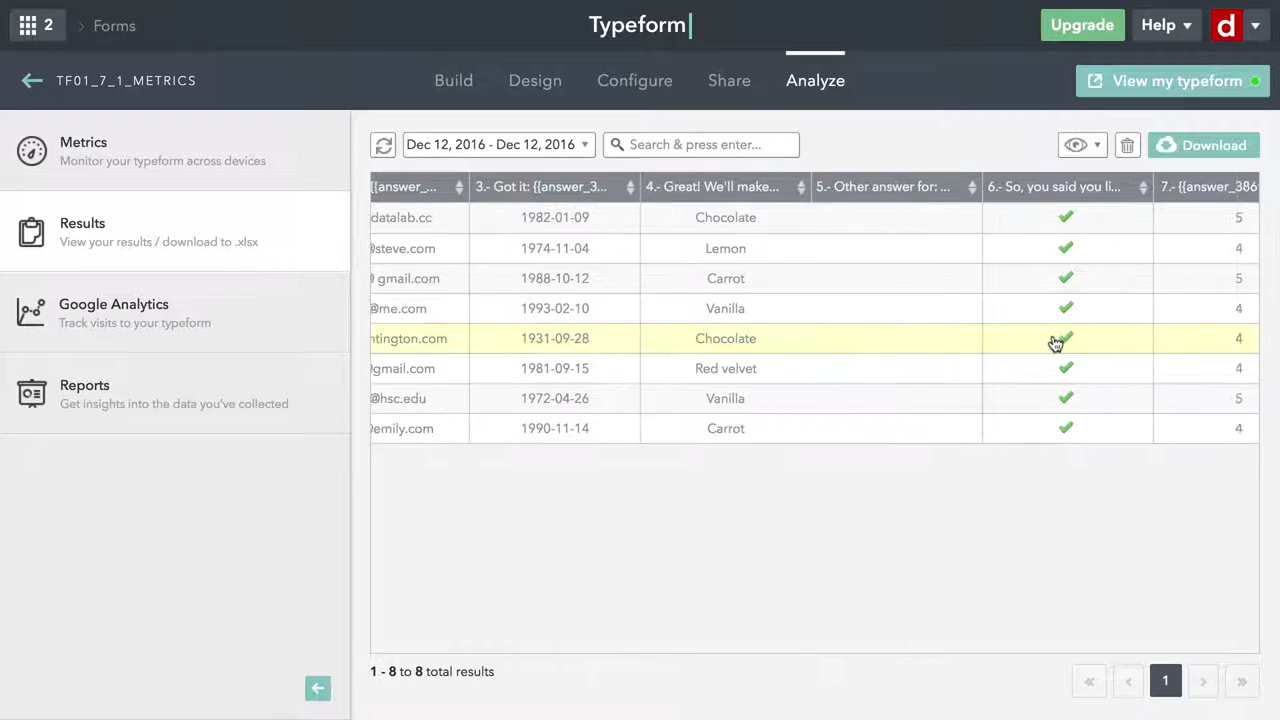 2
Forms
Typeform
Upgrade
Help
d
TF01_7_1_METRICS
Build
Design
Configure
Share
Analyze
View my typeform
Metrics
Monitor your typeform across devices
Results
View your results / download to .xlsx
Google Analytics
Track visits to your typeform
Reports
Get insights into the data you've collected
Dec 12, 2016 - Dec 12, 2016
Search & press enter...
Download
{{answer_... 3.- Got it: {{answer_3... 4.- Great! We'll make... 5.- Other answer for: ... 6.- So, you said you li... 7.- {{answer_386
datalab.cc 1982-01-09 Chocolate 5
@steve.com 1974-11-04 Lemon 4
gmail.com 1988-10-12 Carrot 5
@me.com 1993-02-10 Vanilla 4
ntington.com 1931-09-28 Chocolate 4
gmail.com 1981-09-15 Red velvet 4
@hsc.edu 1972-04-26 Vanilla 5
emily.com 1990-11-14 Carrot 4
1 - 8 to 8 total results
« ‹ 1 › »